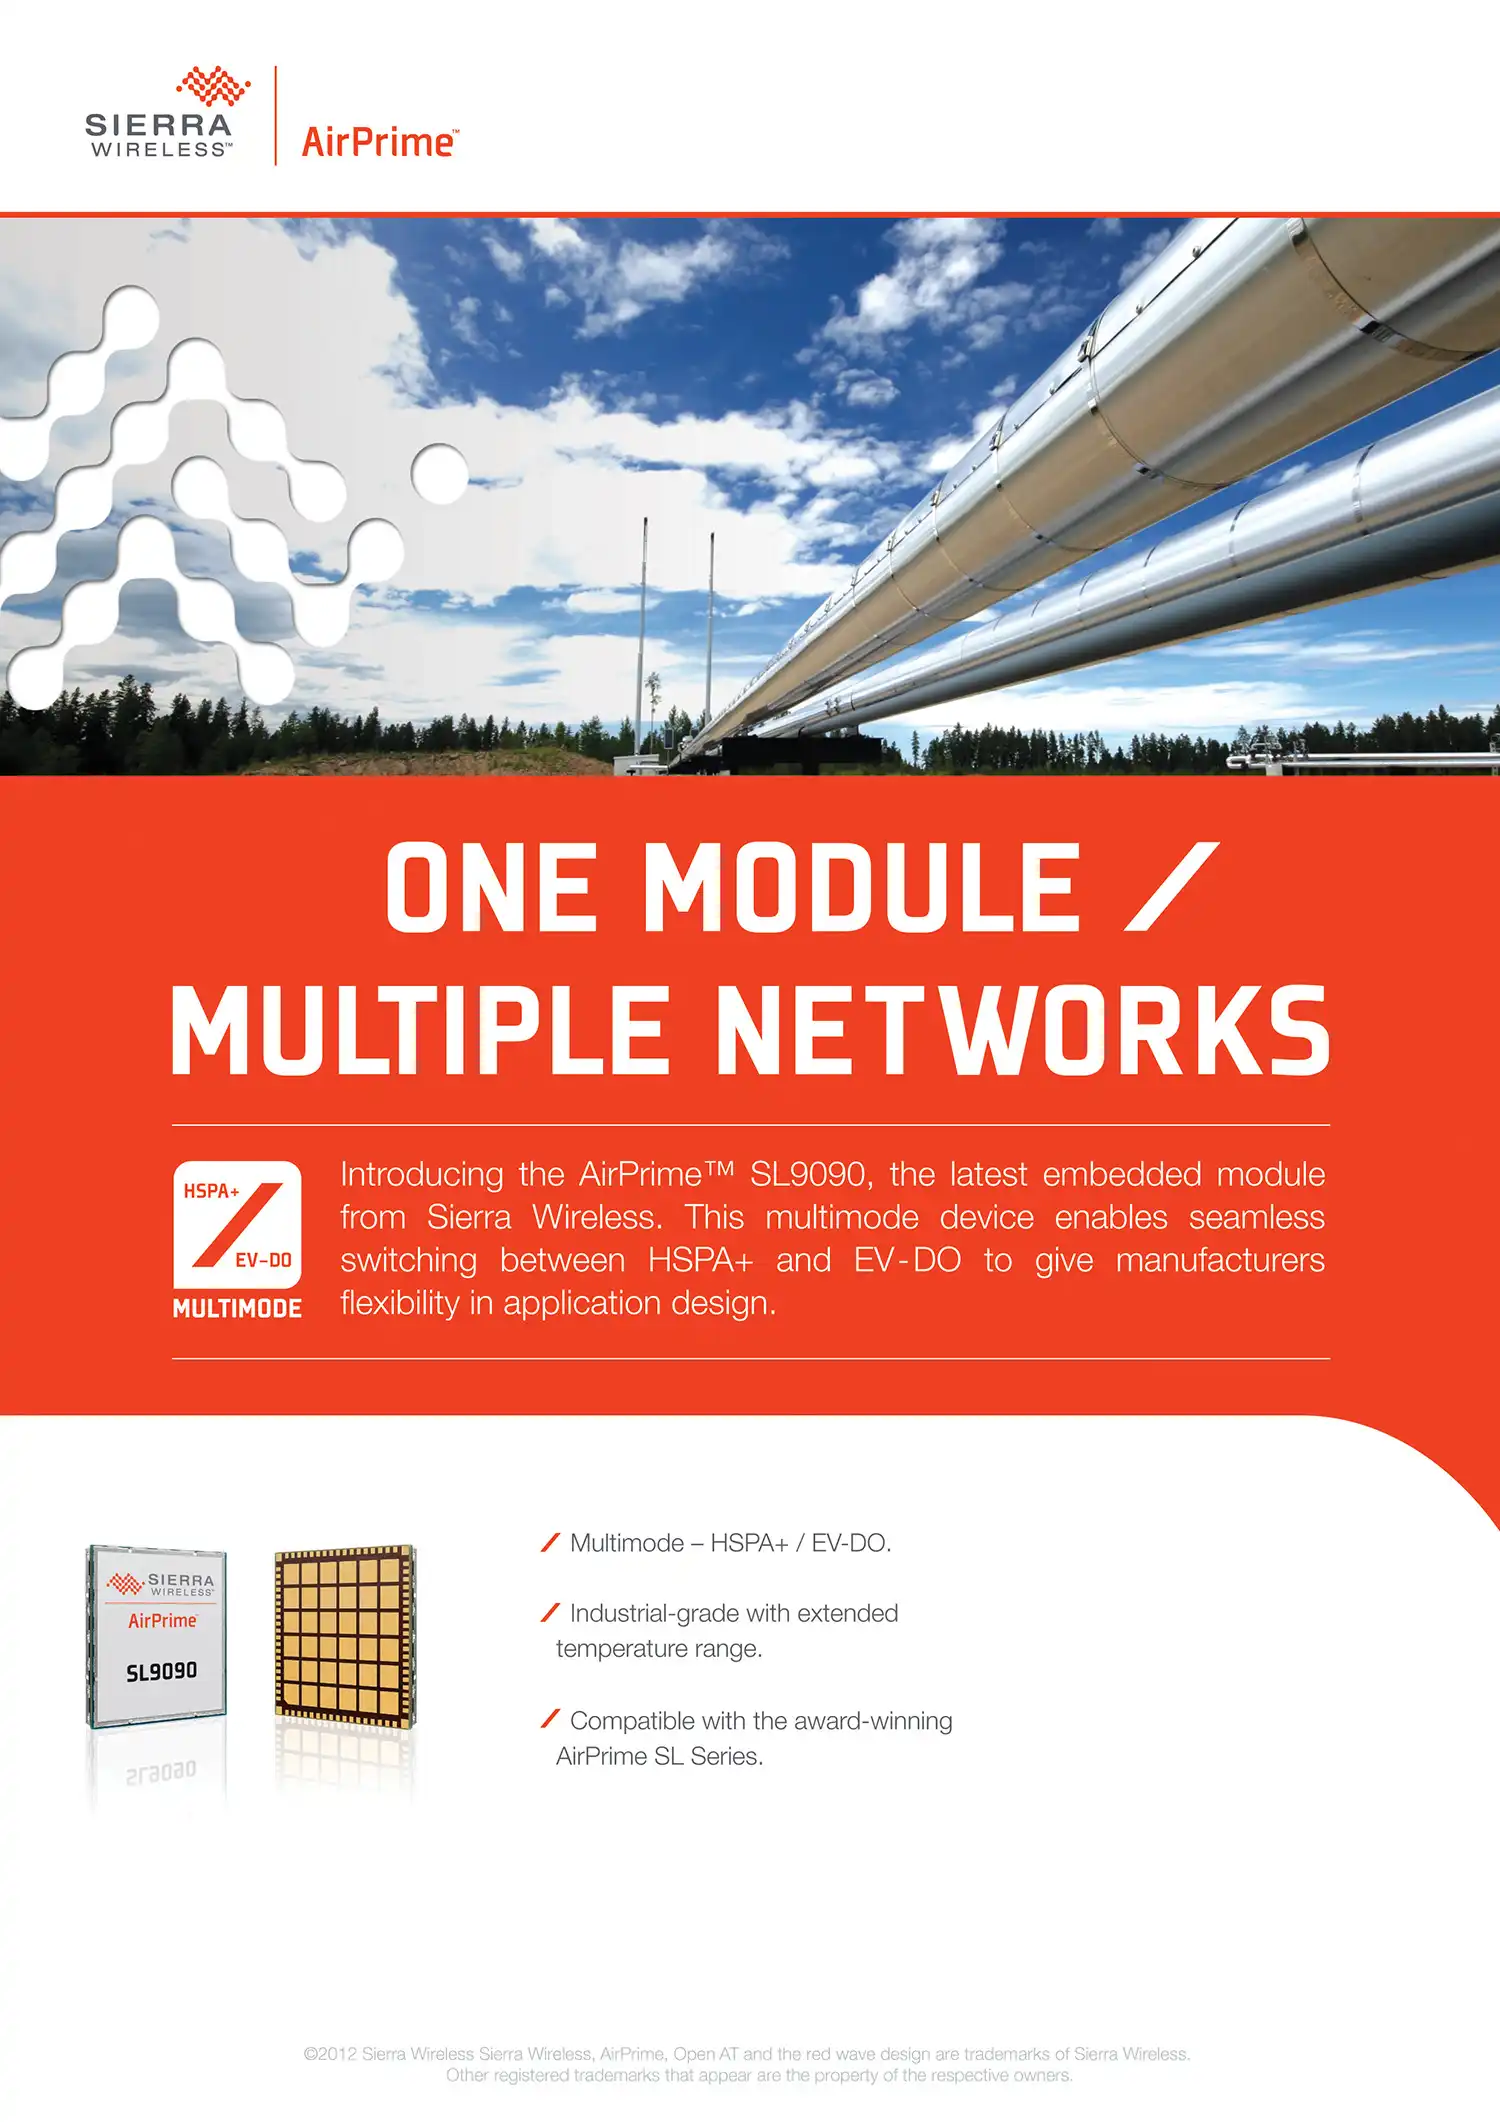 SIERRA
WIRELESS™
AirPrime™
ONE MODULE /
MULTIPLE NETWORKS
HSPA+
EV-DO
MULTIMODE
Introducing the AirPrime™ SL9090, the latest embedded module
from Sierra Wireless. This multimode device enables seamless
switching between HSPA+ and EV-DO to give manufacturers
flexibility in application design.
SIERRA
WIRELESS™
AirPrime™
SL9090
/ Multimode – HSPA+ / EV-DO.
/ Industrial-grade with extended
temperature range.
/ Compatible with the award-winning
AirPrime SL Series.
©2012 Sierra Wireless Sierra Wireless, AirPrime, Open AT and the red wave design are trademarks of Sierra Wireless.
Other registered trademarks that appear are the property of the respective owners.